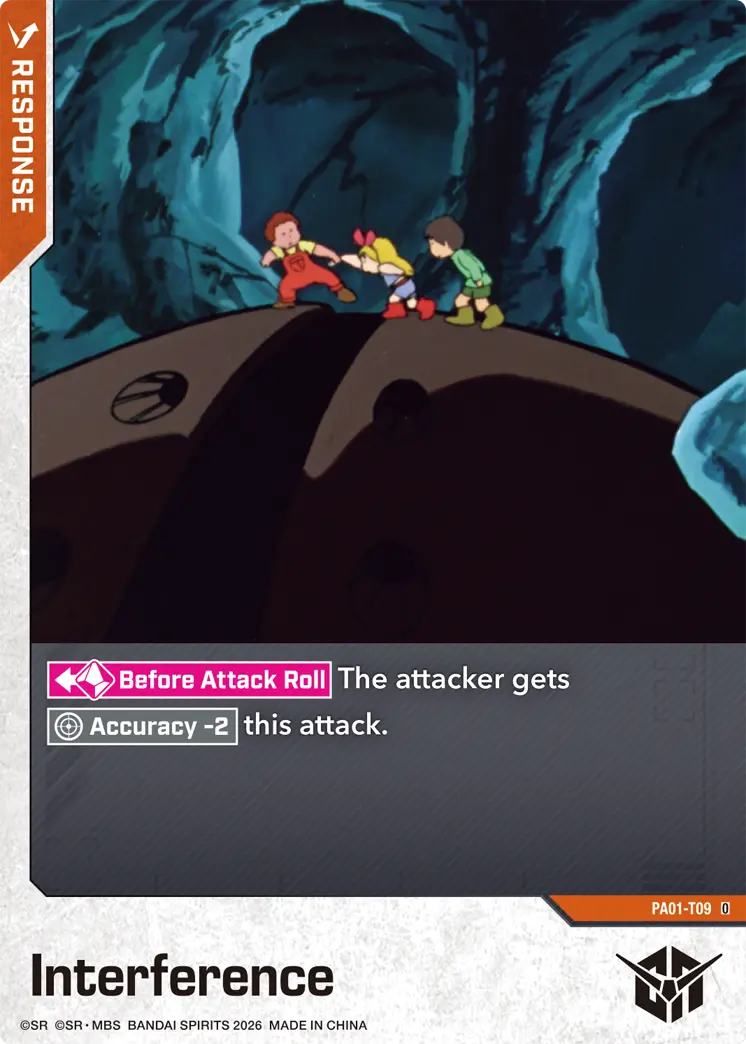 RESPONSE
Before Attack Roll The attacker gets
Accuracy -2 this attack.
PA01-T09 0
Interference
©SR ©SR・MBS BANDAI SPIRITS 2026 MADE IN CHINA